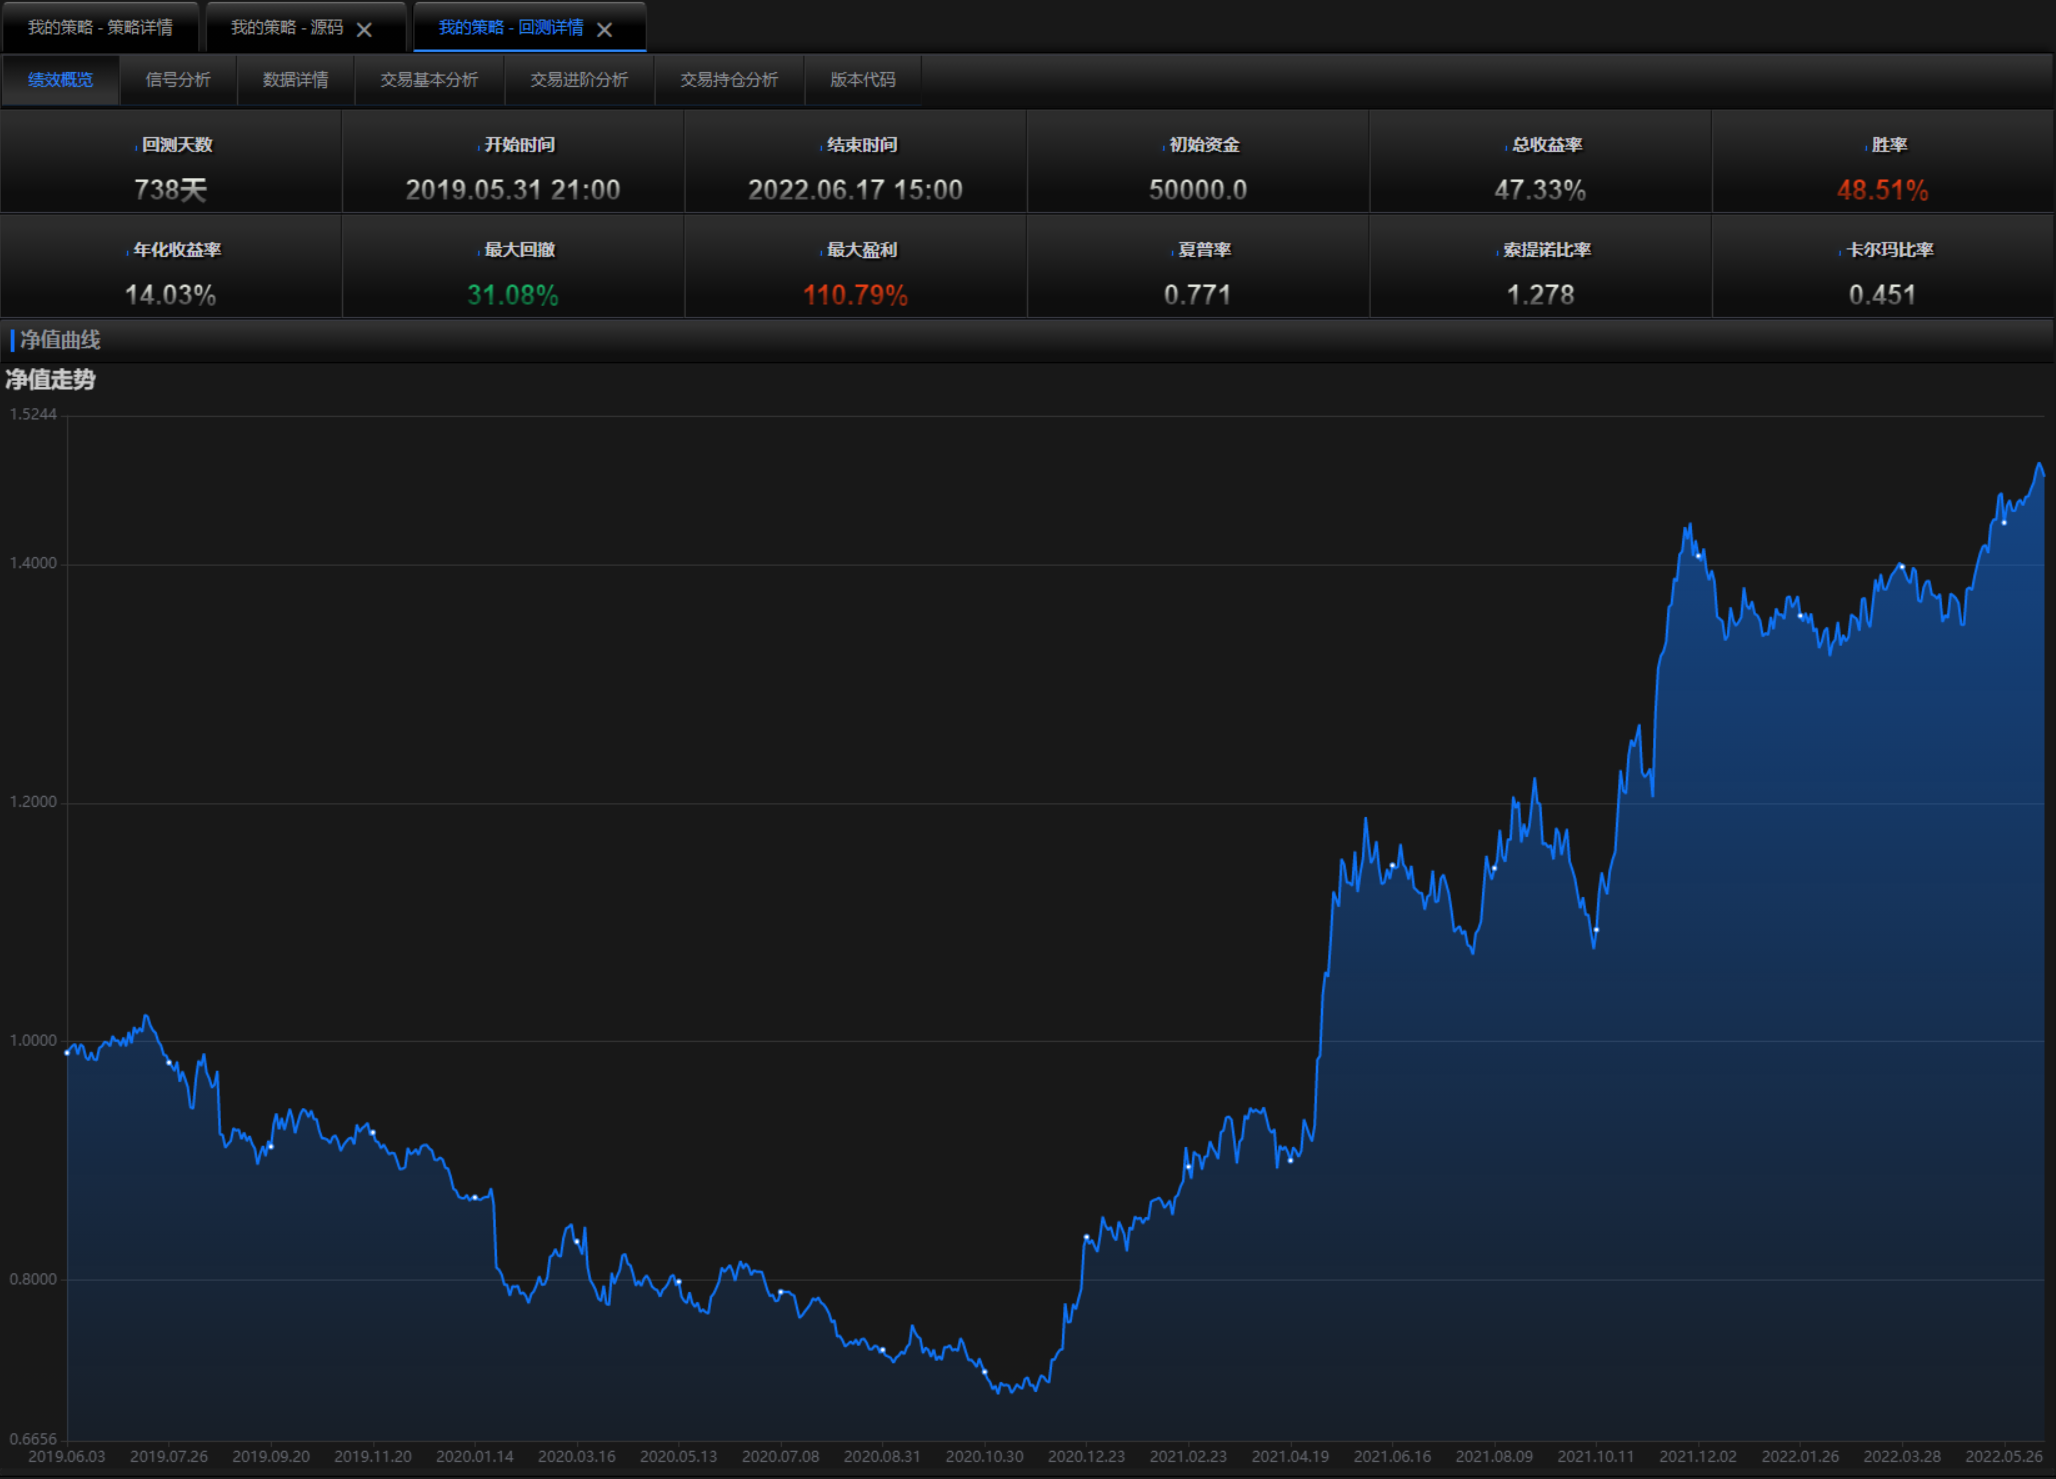 我的策略 - 策略详情 我的策略 - 源码 我的策略 - 回测详情
绩效概览 信号分析 数据详情 交易基本分析 交易进阶分析 交易持仓分析 版本代码
回测天数 开始时间 结束时间 初始资金 总收益率 胜率
738天 2019.05.31 21:00 2022.06.17 15:00 50000.0 47.33% 48.51%
年化收益率 最大回撤 最大盈利 夏普率 索提诺比率 卡尔玛比率
14.03% 31.08% 110.79% 0.771 1.278 0.451
净值曲线
净值走势
1.5244
1.4000
1.2000
1.0000
0.8000
0.6656
2019.06.03 2019.07.26 2019.09.20 2019.11.20 2020.01.14 2020.03.16 2020.05.13 2020.07.08 2020.08.31 2020.10.30 2020.12.23 2021.02.23 2021.04.19 2021.06.16 2021.08.09 2021.10.11 2021.12.02 2022.01.26 2022.03.28 2022.05.26